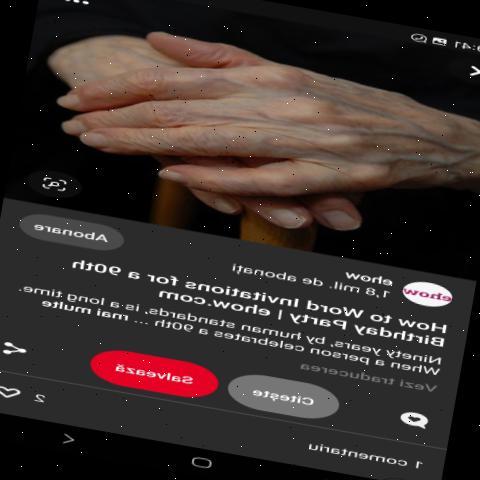 9:41
Abonare
ehow
ehow
1,8 mil. de abonați
How to Word Invitations for a 90th
Birthday Party | ehow.com
Ninety years, by human standards, is a long time.
When a person celebrates a 90th ... mai multe
Vezi traducerea
Citește
Salvează
1 comentariu
2